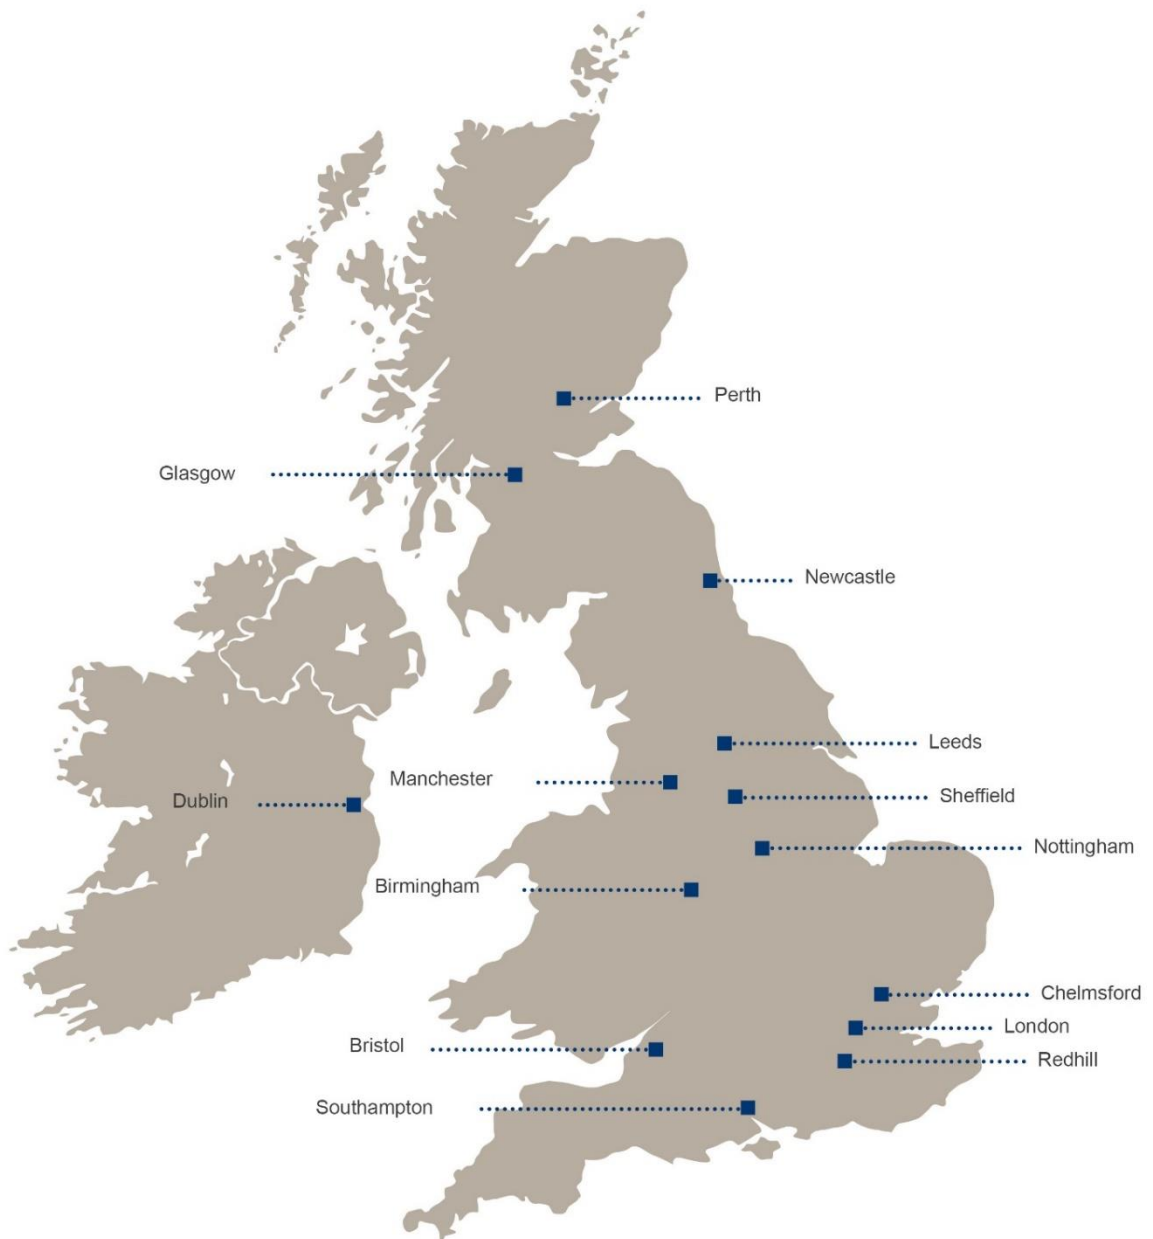 Perth
Glasgow
Newcastle
Leeds
Manchester
Sheffield
Dublin
Nottingham
Birmingham
Chelmsford
London
Bristol
Redhill
Southampton